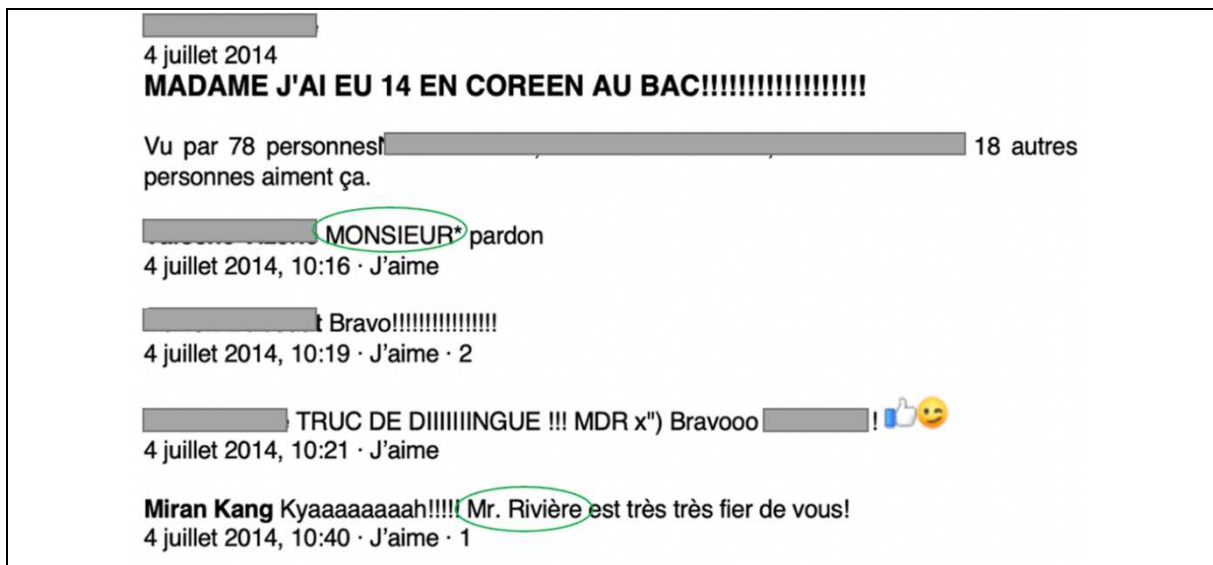 4 juillet 2014
MADAME J'AI EU 14 EN COREEN AU BAC!!!!!!!!!!!!!!!!!!!
Vu par 78 personnes 18 autres
personnes aiment ça.
MONSIEUR* pardon
4 juillet 2014, 10:16 · J'aime
Bravo!!!!!!!!!!!!!!!!
4 juillet 2014, 10:19 · J'aime · 2
TRUC DE DIIIIIIINGUE !!! MDR x") Bravooo !
4 juillet 2014, 10:21 · J'aime
Miran Kang Kyaaaaaaaah!!!!! Mr. Rivière est très très fier de vous!
4 juillet 2014, 10:40 · J'aime · 1